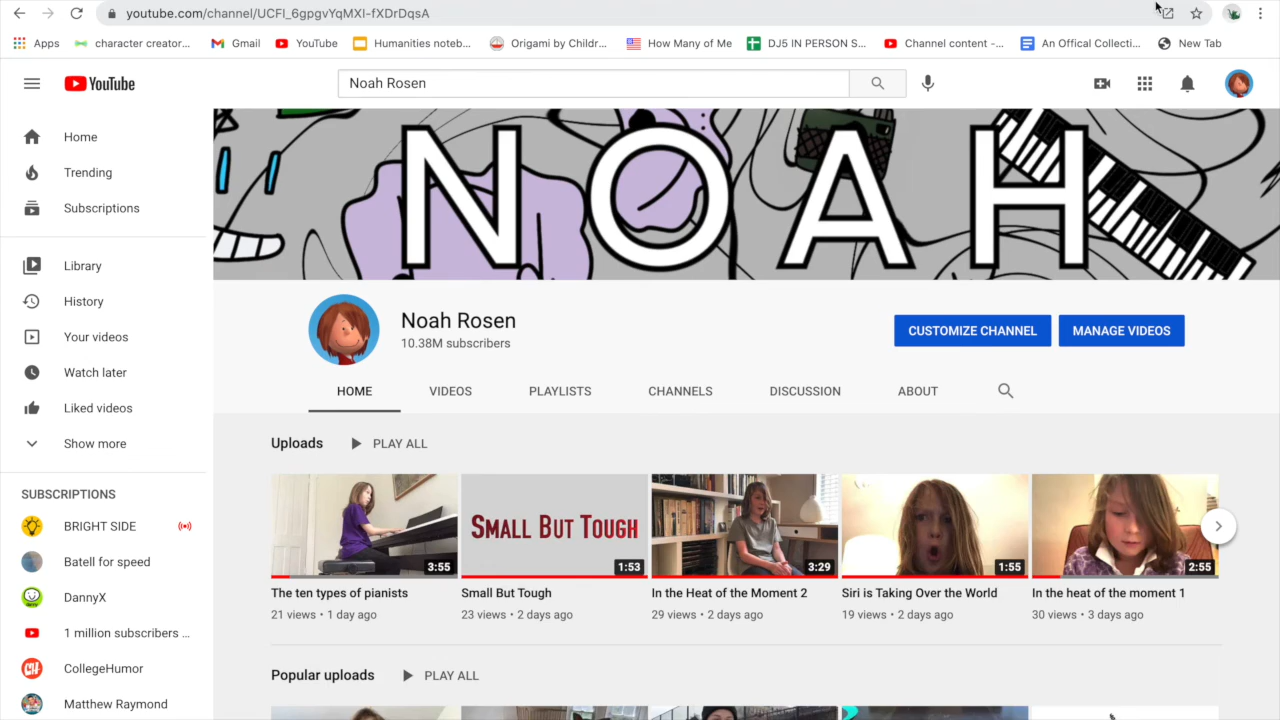 youtube.com/channel/UCFl_6gpgvYqMXl-fXDrDqsA
Apps
character creator...
Gmail
YouTube
Humanities noteb...
Origami by Childr...
How Many of Me
DJ5 IN PERSON S...
Channel content -...
An Offical Collecti...
New Tab
YouTube
Noah Rosen
Home
Trending
Subscriptions
Library
History
Your videos
Watch later
Liked videos
Show more
SUBSCRIPTIONS
BRIGHT SIDE
Batell for speed
DannyX
1 million subscribers ...
CollegeHumor
CH
Matthew Raymond
NOAH
Noah Rosen
10.38M subscribers
CUSTOMIZE CHANNEL
MANAGE VIDEOS
HOME
VIDEOS
PLAYLISTS
CHANNELS
DISCUSSION
ABOUT
Uploads
PLAY ALL
3:55
The ten types of pianists
21 views • 1 day ago
SMALL BUT TOUGH
1:53
Small But Tough
23 views • 2 days ago
3:29
In the Heat of the Moment 2
29 views • 2 days ago
1:55
Siri is Taking Over the World
19 views • 2 days ago
2:55
In the heat of the moment 1
30 views • 3 days ago
Popular uploads
PLAY ALL